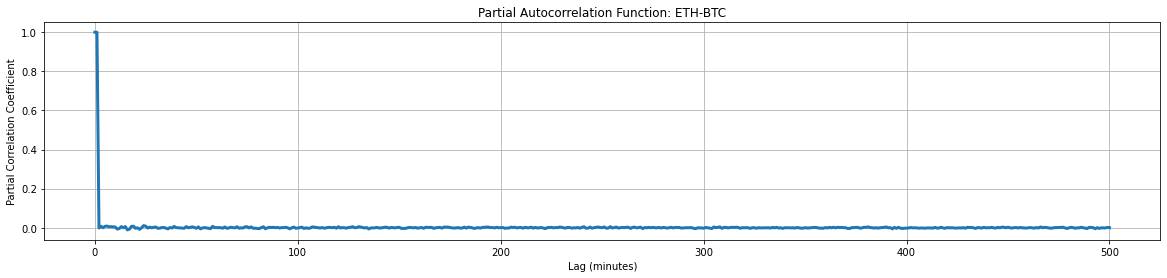 Partial Autocorrelation Function: ETH-BTC
Partial Correlation Coefficient
1.0
0.8
0.6
0.4
0.2
0.0
0 100 200 300 400 500
Lag (minutes)